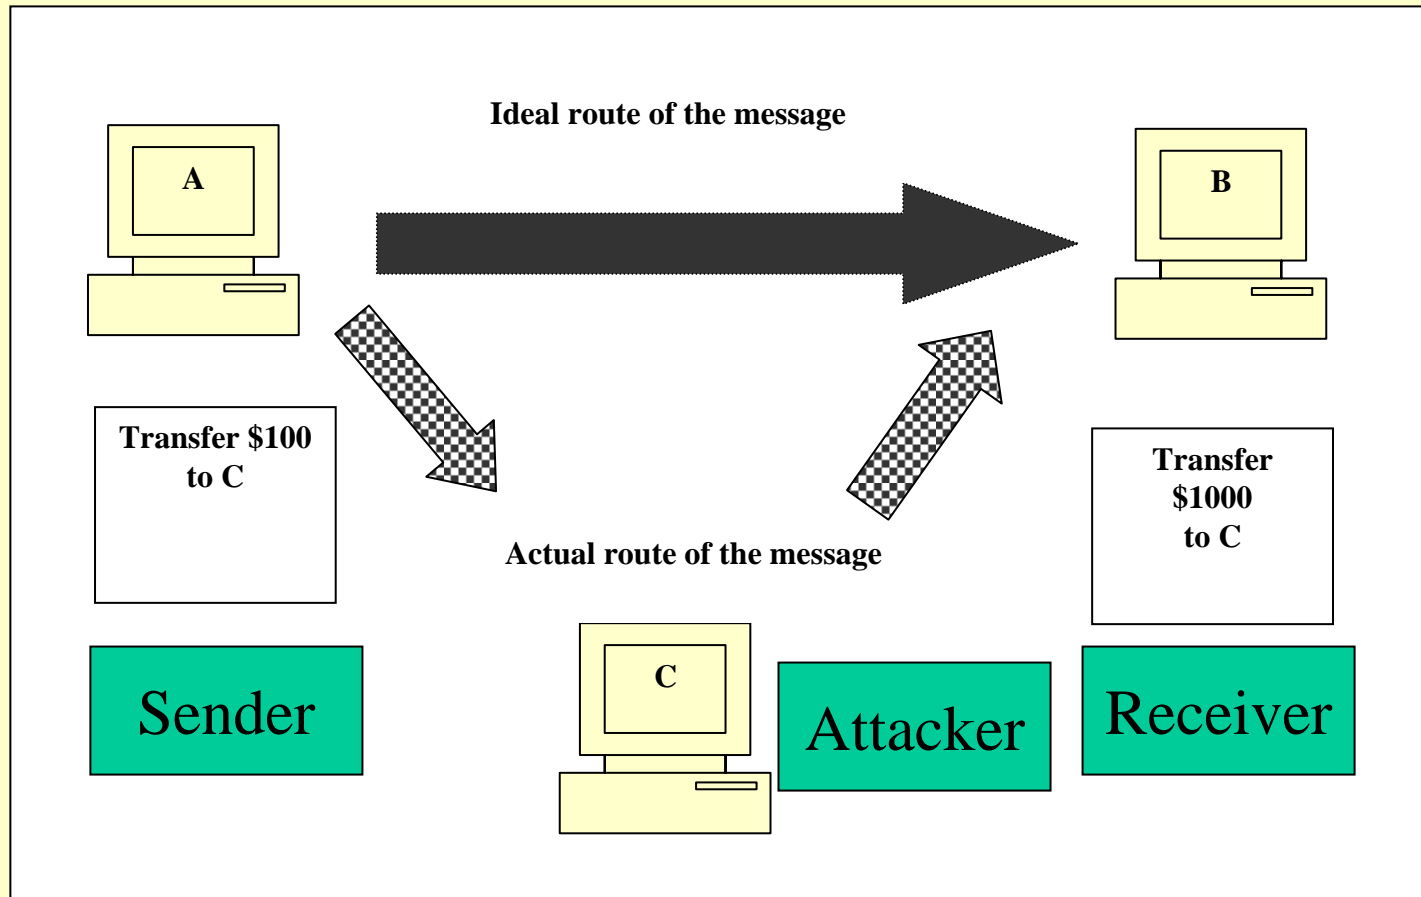 Ideal route of the message
A
B
Transfer $100
to C
Transfer
$1000
to C
Actual route of the message
C
Sender
Attacker
Receiver